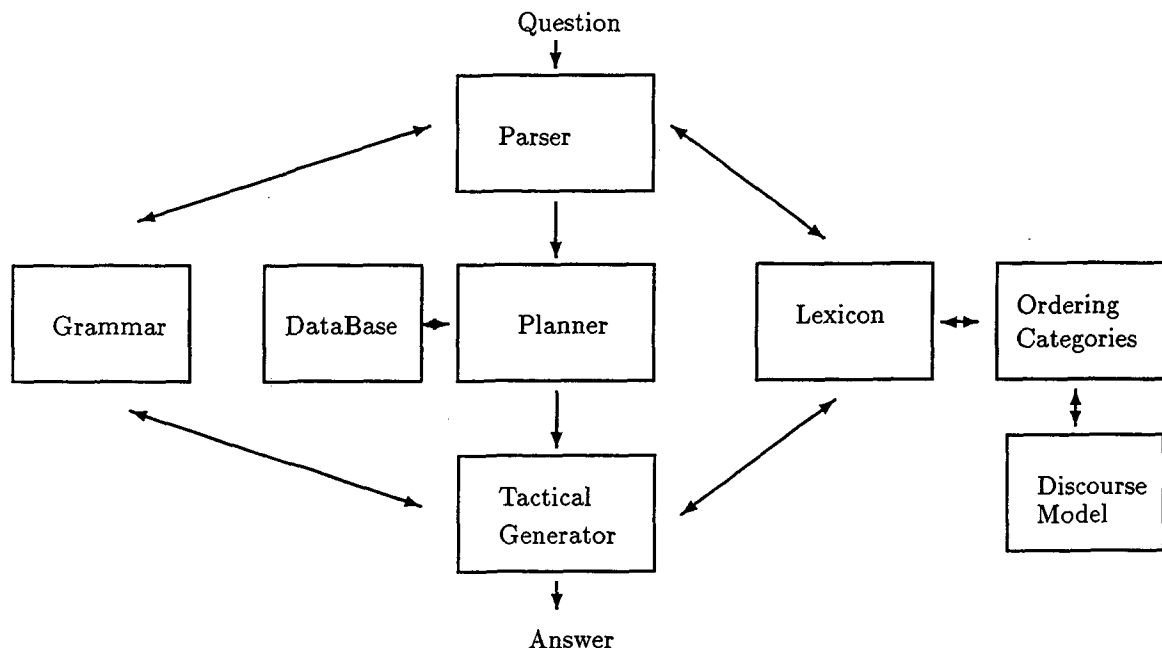 Question
Parser
Grammar
DataBase
Planner
Lexicon
Ordering
Categories
Tactical
Generator
Discourse
Model
Answer